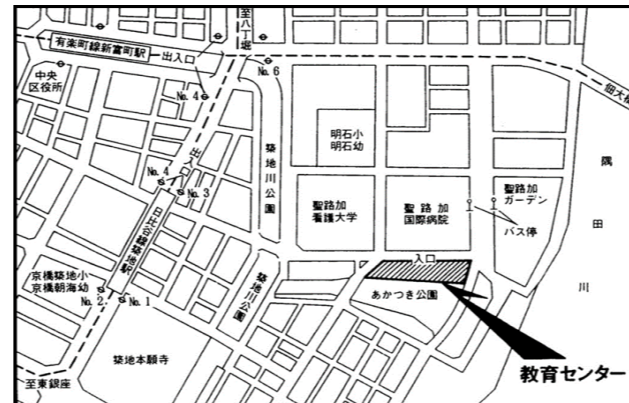 至八丁堀
有楽町線新富町駅
出入口
No.6
中央
区役所
No.4
佃大橋
明石小
明石幼
築地川公園
出入口
No.4
No.3
聖路加
看護大学
聖路加
国際病院
聖路加
ガーデン
バス停
隅田川
日比谷線築地駅
入口
京橋築地小
京橋朝海幼
No.2
No.1
築地川公園
あかつき公園
築地本願寺
教育センター
至東銀座